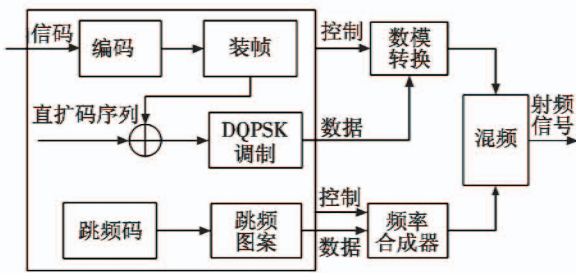 信码
编码
装帧
控制
数模
转换
直扩码序列
DQPSK
调制
数据
混频
射频
信号
跳频码
跳频
图案
控制
数据
频率
合成器